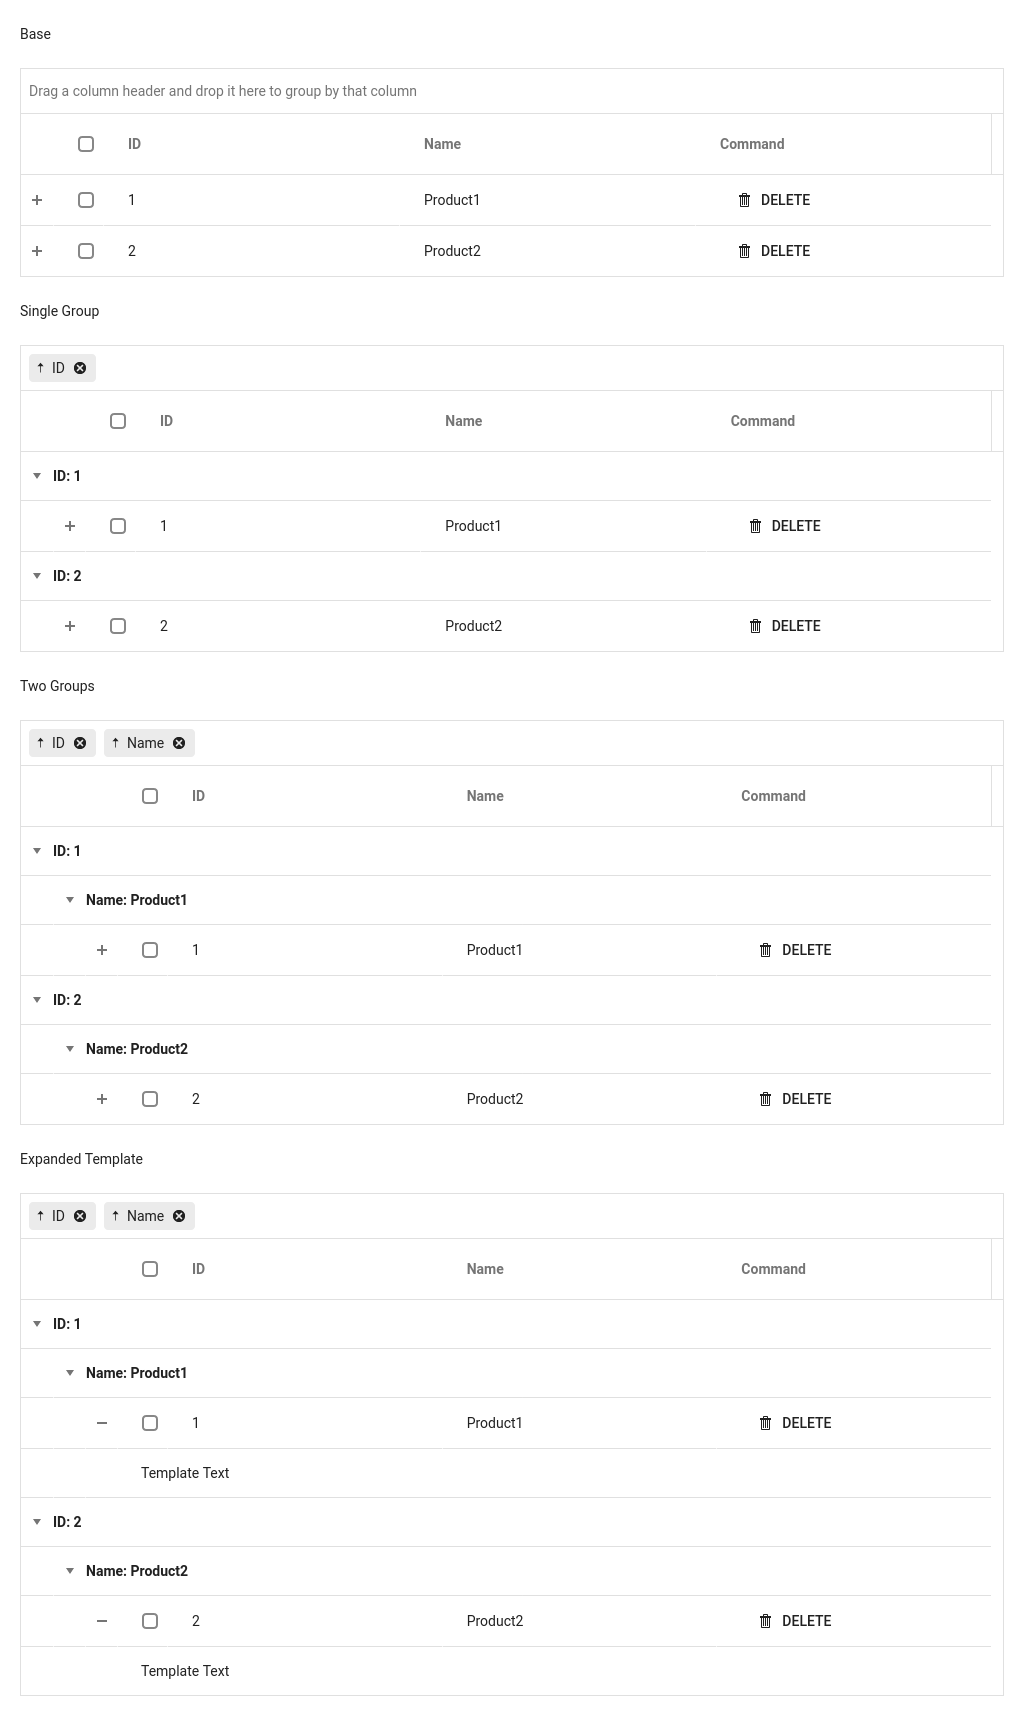 Base
Drag a column header and drop it here to group by that column
ID Name Command
1 Product1 DELETE
2 Product2 DELETE
Single Group
ID
ID Name Command
ID: 1
1 Product1 DELETE
ID: 2
2 Product2 DELETE
Two Groups
ID Name
ID Name Command
ID: 1
Name: Product1
1 Product1 DELETE
ID: 2
Name: Product2
2 Product2 DELETE
Expanded Template
ID Name
ID Name Command
ID: 1
Name: Product1
1 Product1 DELETE
Template Text
ID: 2
Name: Product2
2 Product2 DELETE
Template Text